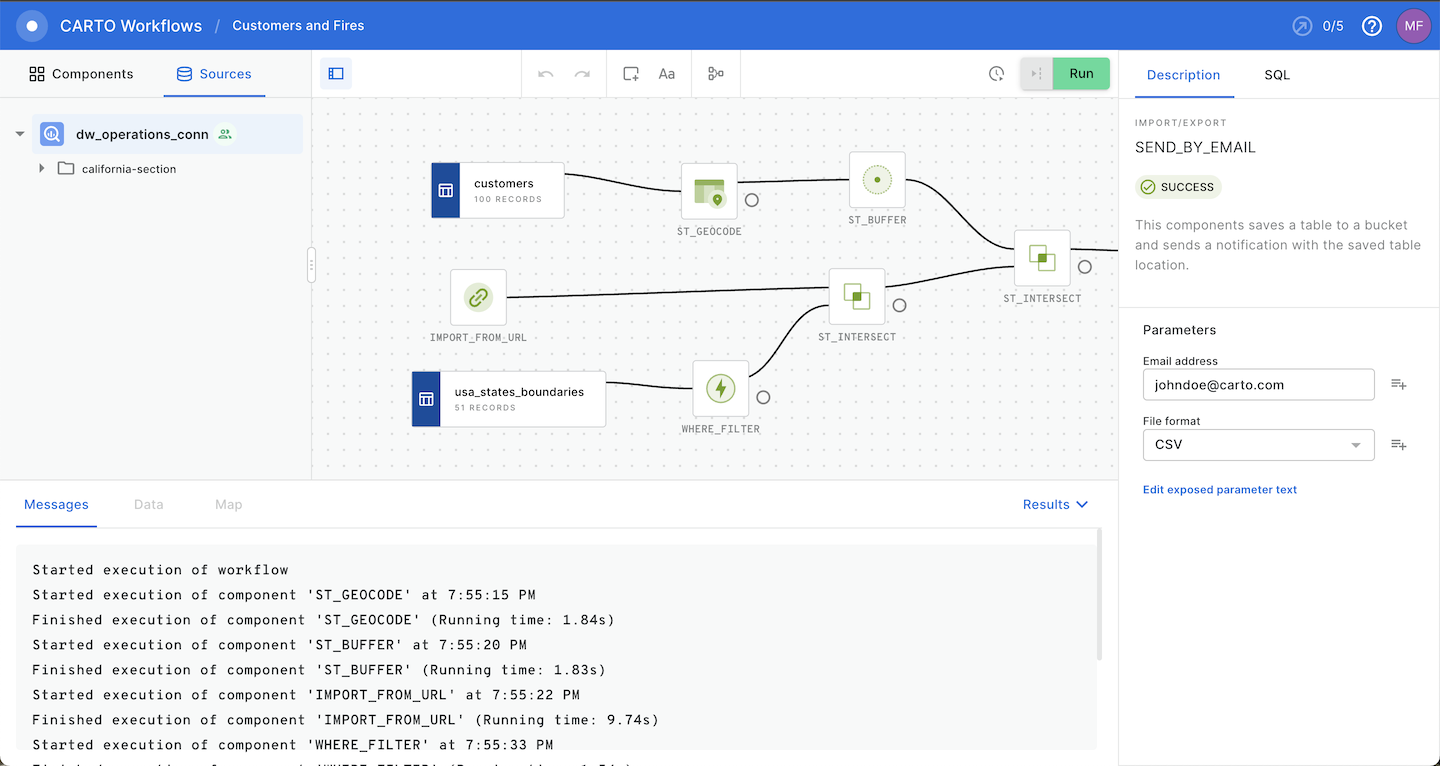 CARTO Workflows / Customers and Fires
0/5
MF
Components
Sources
Aa
Run
Description
SQL
dw_operations_conn
california-section
customers
100 RECORDS
ST_GEOCODE
ST_BUFFER
ST_INTERSECT
IMPORT_FROM_URL
ST_INTERSECT
usa_states_boundaries
51 RECORDS
WHERE_FILTER
IMPORT/EXPORT
SEND_BY_EMAIL
SUCCESS
This components saves a table to a bucket
and sends a notification with the saved table
location.
Parameters
Email address
johndoe@carto.com
File format
CSV
Edit exposed parameter text
Messages
Data
Map
Results
Started execution of workflow
Started execution of component 'ST_GEOCODE' at 7:55:15 PM
Finished execution of component 'ST_GEOCODE' (Running time: 1.84s)
Started execution of component 'ST_BUFFER' at 7:55:20 PM
Finished execution of component 'ST_BUFFER' (Running time: 1.83s)
Started execution of component 'IMPORT_FROM_URL' at 7:55:22 PM
Finished execution of component 'IMPORT_FROM_URL' (Running time: 9.74s)
Started execution of component 'WHERE_FILTER' at 7:55:33 PM